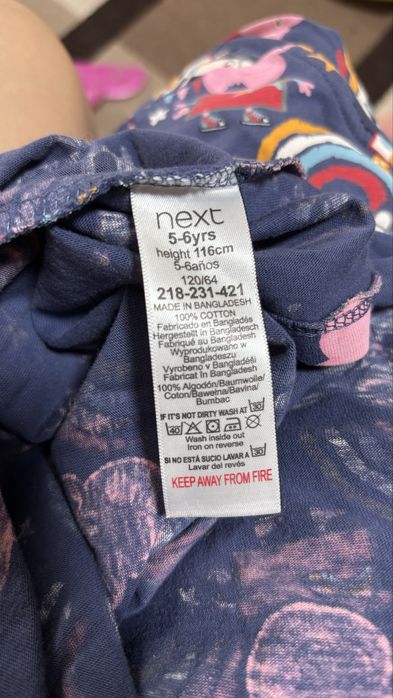 next
5-6yrs
height 116cm
5-6años
120/64
218-231-421
MADE IN BANGLADESH
100% COTTON
Fabricado en Bangladés
Hergestellt in Bangladesch
Fabriqué au Bangladesh
Wyprodukowano w
Bangladeszu
Vyrobeno v Bangladéši
Fabricat în Bangladesh
100% Algodón/Baumwolle/
Coton/Bawełna/Bavlna/
Bumbac
IF IT'S NOT DIRTY WASH AT 30
40
Wash inside out
Iron on reverse
SI NO ESTÁ SUCIO LAVAR A 30
Lavar del revés
KEEP AWAY FROM FIRE